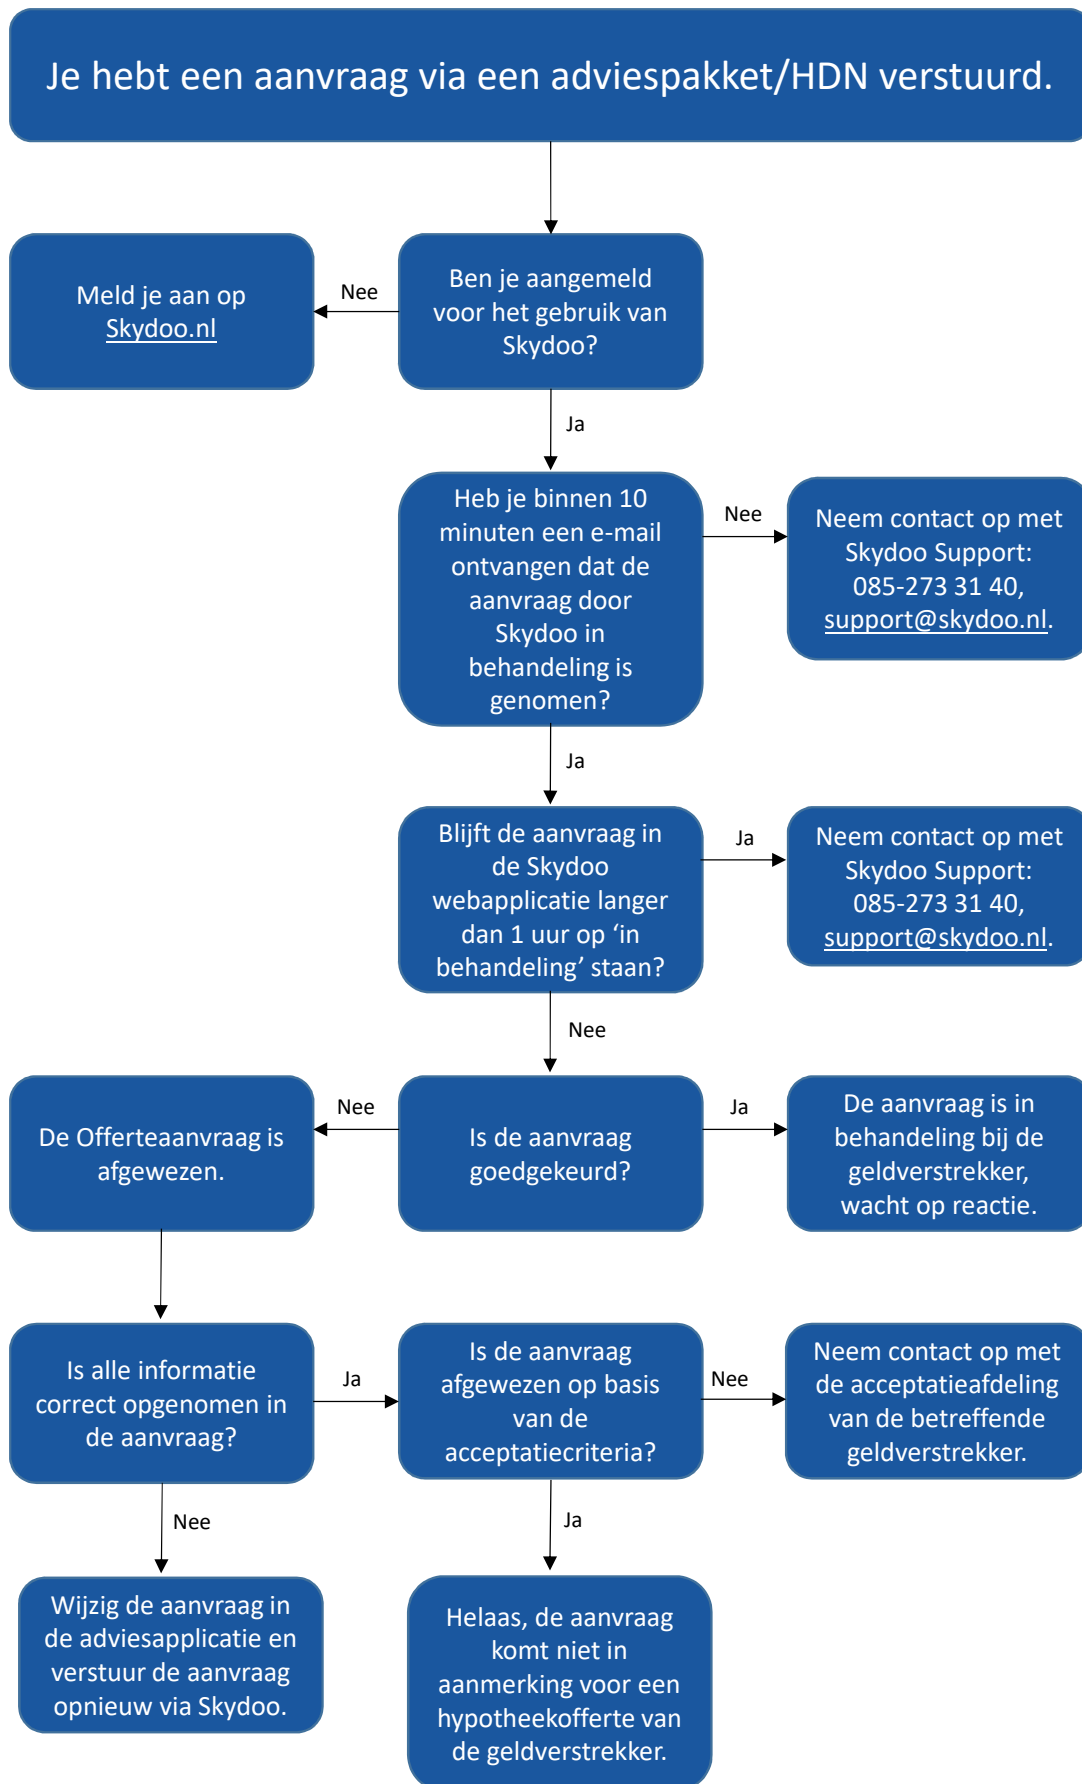 Je hebt een aanvraag via een adviespakket/HDN verstuurd.
Meld je aan op
Skydoo.nl
Nee
Ben je aangemeld
voor het gebruik van
Skydoo?
Ja
Heb je binnen 10
minuten een e-mail
ontvangen dat de
aanvraag door
Skydoo in
behandeling is
genomen?
Nee
Neem contact op met
Skydoo Support:
085-273 31 40,
support@skydoo.nl.
Ja
Blijft de aanvraag in
de Skydoo
webapplicatie langer
dan 1 uur op ‘in
behandeling’ staan?
Ja
Neem contact op met
Skydoo Support:
085-273 31 40,
support@skydoo.nl.
Nee
De Offerteaanvraag is
afgewezen.
Nee
Is de aanvraag
goedgekeurd?
Ja
De aanvraag is in
behandeling bij de
geldverstrekker,
wacht op reactie.
Is alle informatie
correct opgenomen in
de aanvraag?
Ja
Is de aanvraag
afgewezen op basis
van de
acceptatiecriteria?
Nee
Neem contact op met
de acceptatieafdeling
van de betreffende
geldverstrekker.
Nee
Ja
Wijzig de aanvraag in
de adviesapplicatie en
verstuur de aanvraag
opnieuw via Skydoo.
Helaas, de aanvraag
komt niet in
aanmerking voor een
hypotheekofferte van
de geldverstrekker.